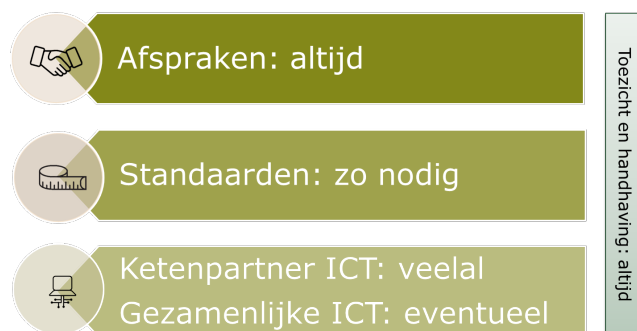 Afspraken: altijd
Standaarden: zo nodig
Ketenpartner ICT: veelal
Gezamenlijke ICT: eventueel
Toezicht en handhaving: altijd